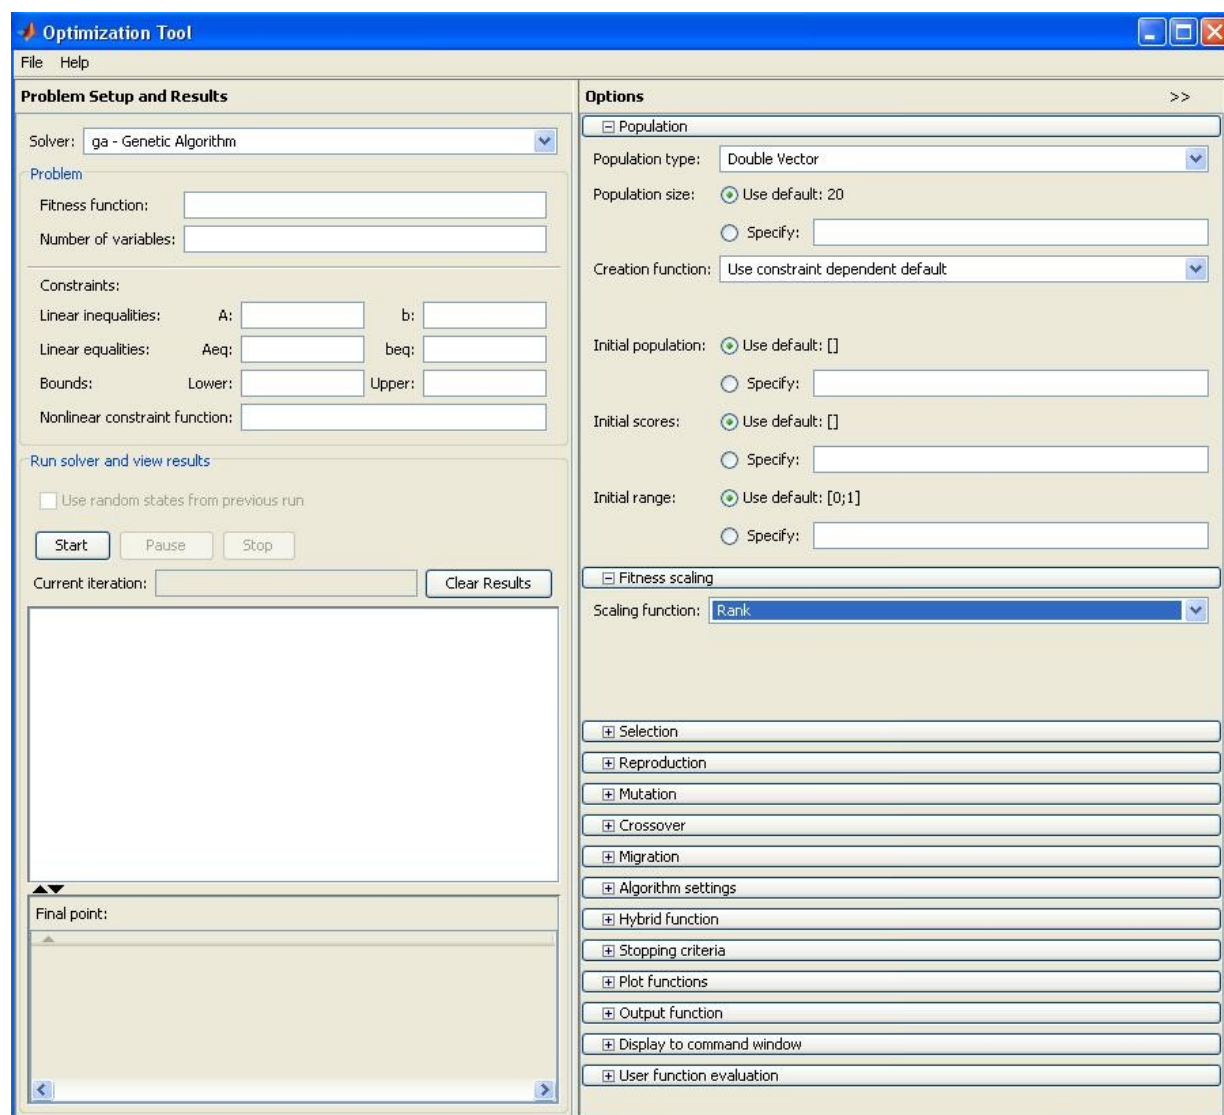 Optimization Tool
File Help
Problem Setup and Results
Solver: ga - Genetic Algorithm
Problem
Fitness function:
Number of variables:
Constraints:
Linear inequalities: A: b:
Linear equalities: Aeq: beq:
Bounds: Lower: Upper:
Nonlinear constraint function:
Run solver and view results
Use random states from previous run
Start Pause Stop
Current iteration: Clear Results
Final point:
Options >>
Population
Population type: Double Vector
Population size: Use default: 20
Specify:
Creation function: Use constraint dependent default
Initial population: Use default: []
Specify:
Initial scores: Use default: []
Specify:
Initial range: Use default: [0;1]
Specify:
Fitness scaling
Scaling function: Rank
Selection
Reproduction
Mutation
Crossover
Migration
Algorithm settings
Hybrid function
Stopping criteria
Plot functions
Output function
Display to command window
User function evaluation